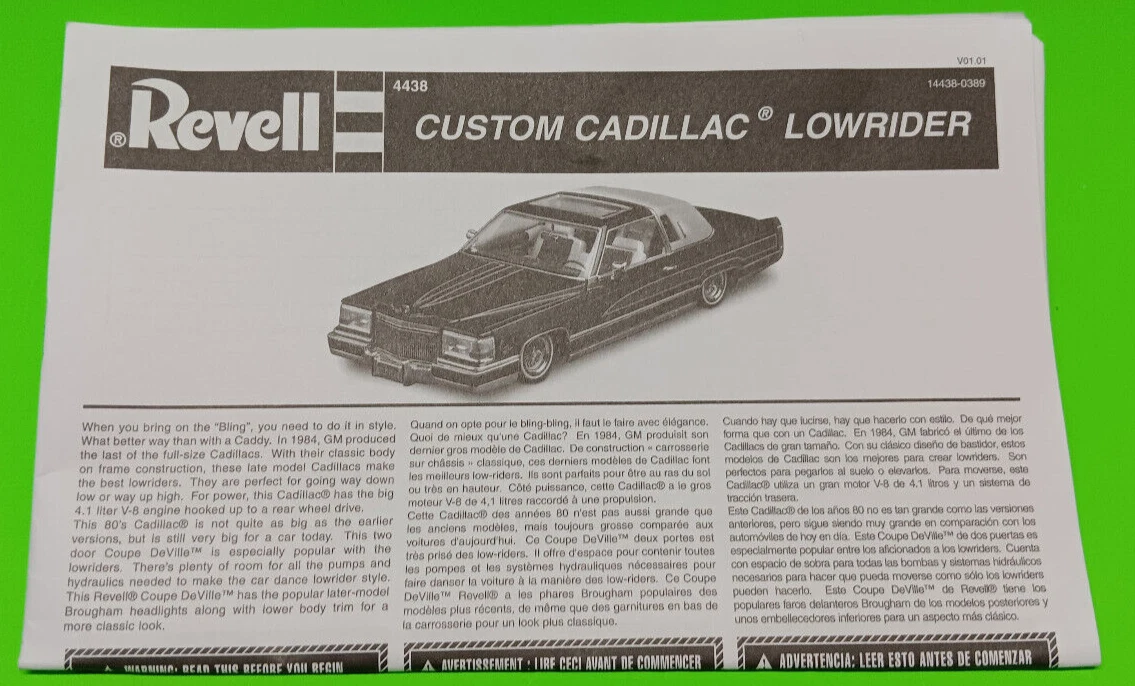 V01.01
Revell®
4438
14438-0389
CUSTOM CADILLAC® LOWRIDER
When you bring on the "Bling", you need to do it in style.
What better way than with a Caddy. In 1984, GM produced
the last of the full-size Cadillacs. With their classic body
on frame construction, these late model Cadillacs make
the best lowriders. They are perfect for going way down
low or way up high. For power, this Cadillac® has the big
4.1 liter V-8 engine hooked up to a rear wheel drive.
This 80's Cadillac® is not quite as big as the earlier
versions, but is still very big for a car today. This two
door Coupe DeVille™ is especially popular with the
lowriders. There's plenty of room for all the pumps and
hydraulics needed to make the car dance lowrider style.
This Revell® Coupe DeVille™ has the popular later-model
Brougham headlights along with lower body trim for a
more classic look.
Quand on opte pour le bling-bling, il faut le faire avec élégance.
Quoi de mieux qu'une Cadillac? En 1984, GM produisit son
dernier gros modèle de Cadillac. De construction « carrosserie
sur châssis » classique, ces derniers modèles de Cadillac font
les meilleurs low-riders. Ils sont parfaits pour être au ras du sol
ou très en hauteur. Côté puissance, cette Cadillac® a le gros
moteur V-8 de 4,1 litres raccordé à une propulsion.
Cette Cadillac® des années 80 n'est pas aussi grande que
les anciens modèles, mais toujours grosse comparée aux
voitures d'aujourd'hui. Ce Coupe DeVille™ deux portes est
très prisé des low-riders. Il offre d'espace pour contenir toutes
les pompes et les systèmes hydrauliques nécessaires pour
faire danser la voiture à la manière des low-riders. Ce Coupe
DeVille™ Revell® a les phares Brougham populaires des
modèles plus récents, de même que des garnitures en bas de
la carrosserie pour un look plus classique.
Cuando hay que lucirse, hay que hacerlo con estilo. De qué mejor
forma que con un Cadillac. En 1984, GM fabricó el último de los
Cadillacs de gran tamaño. Con su clásico diseño de bastidor, estos
modelos de Cadillac son los mejores para crear lowriders. Son
perfectos para pegarlos al suelo o elevarlos. Para moverse, este
Cadillac® utiliza un gran motor V-8 de 4.1 litros y un sistema de
tracción trasera.
Este Cadillac® de los años 80 no es tan grande como las versiones
anteriores, pero sigue siendo muy grande en comparación con los
automóviles de hoy en día. Este Coupe DeVille™ de dos puertas es
especialmente popular entre los aficionados a los lowriders. Cuenta
con espacio de sobra para todas las bombas y sistemas hidráulicos
necesarios para hacer que pueda moverse como sólo los lowriders
pueden hacerlo. Este Coupe DeVille™ de Revell® tiene los
populares faros delanteros Brougham de los modelos posteriores y
unos embellecedores inferiores para un aspecto más clásico.
WARNING: READ THIS BEFORE YOU BEGIN
AVERTISSEMENT : LIRE CECI AVANT DE COMMENCER
ADVERTENCIA: LEER ESTO ANTES DE COMENZAR